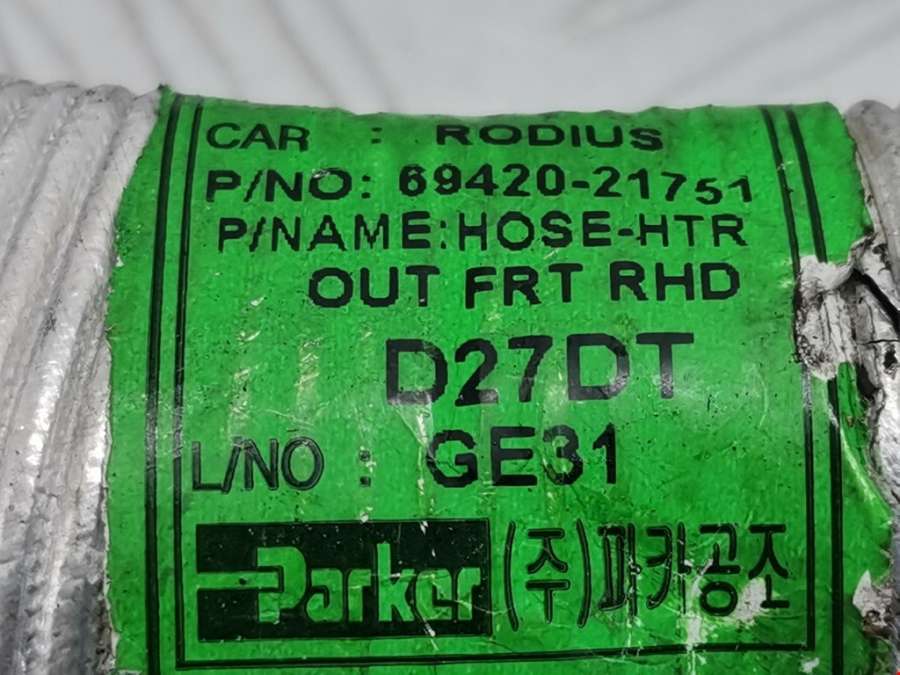 CAR : RODIUS
P/NO: 69420-21751
P/NAME:HOSE-HTR
OUT FRT RHD
D27DT
L/NO : GE31
Parker (주)파카공조